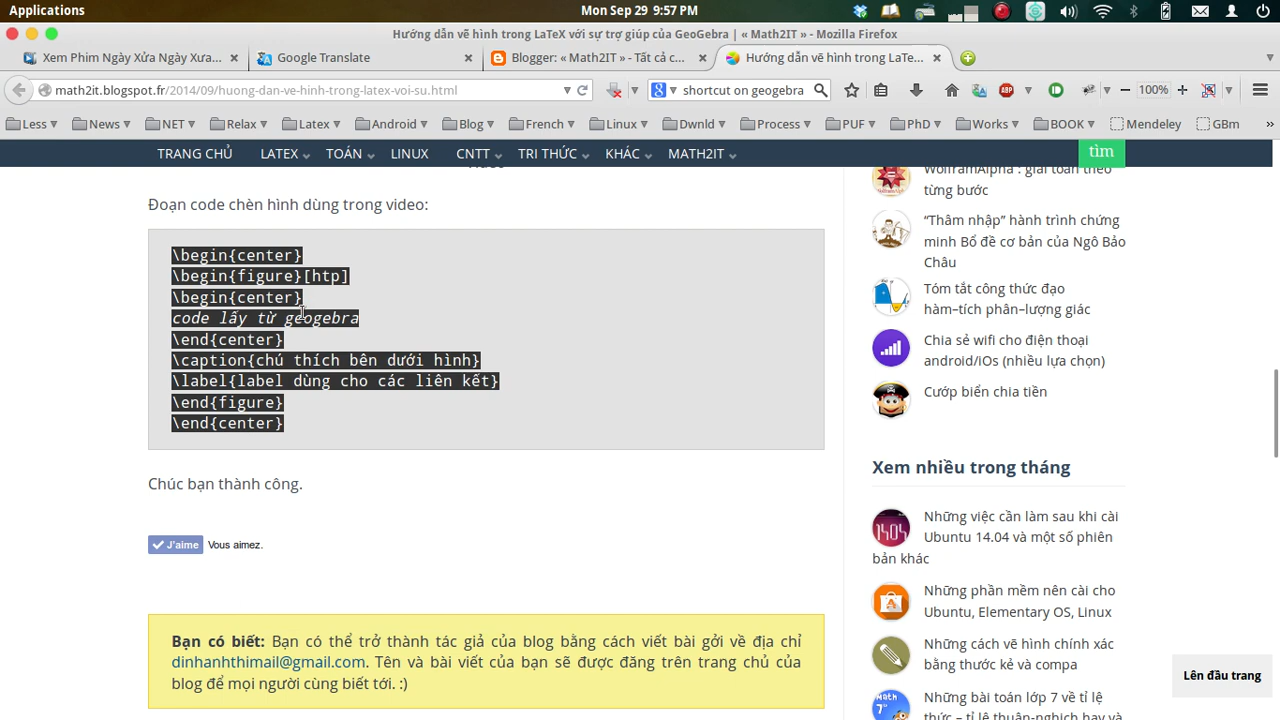 Applications
Mon Sep 29 9:57 PM
Hướng dẫn vẽ hình trong LaTeX với sự trợ giúp của GeoGebra | « Math2IT » - Mozilla Firefox
Xem Phim Ngày Xửa Ngày Xưa...
Google Translate
Blogger: « Math2IT » - Tất cả c...
Hướng dẫn vẽ hình trong LaTe...
math2it.blogspot.fr/2014/09/huong-dan-ve-hinh-trong-latex-voi-su.html
shortcut on geogebra
100%
Less
News
NET
Relax
Latex
Android
Blog
French
Linux
Dwnld
Process
PUF
PhD
Works
BOOK
Mendeley
GBm
TRANG CHỦ
LATEX
TOÁN
LINUX
CNTT
TRI THỨC
KHÁC
MATH2IT
tìm
Đoạn code chèn hình dùng trong video:
\begin{center}
\begin{figure}[htp]
\begin{center}
code lấy từ geogebra
\end{center}
\caption{chú thích bên dưới hình}
\label{label dùng cho các liên kết}
\end{figure}
\end{center}
Chúc bạn thành công.
J'aime
Vous aimez.
Bạn có biết: Bạn có thể trở thành tác giả của blog bằng cách viết bài gởi về địa chỉ
dinhanhthimail@gmail.com. Tên và bài viết của bạn sẽ được đăng trên trang chủ của
blog để mọi người cùng biết tới. :)
WolframAlpha : giải toán theo
từng bước
“Thâm nhập” hành trình chứng
minh Bổ đề cơ bản của Ngô Bảo
Châu
Tóm tắt công thức đạo
hàm–tích phân–lượng giác
Chia sẻ wifi cho điện thoại
android/iOs (nhiều lựa chọn)
Cướp biển chia tiền
Xem nhiều trong tháng
Những việc cần làm sau khi cài
Ubuntu 14.04 và một số phiên
bản khác
Những phần mềm nên cài cho
Ubuntu, Elementary OS, Linux
Những cách vẽ hình chính xác
bằng thước kẻ và compa
Những bài toán lớp 7 về tỉ lệ
thức – tỉ lệ thuận-nghịch hay và
Lên đầu trang